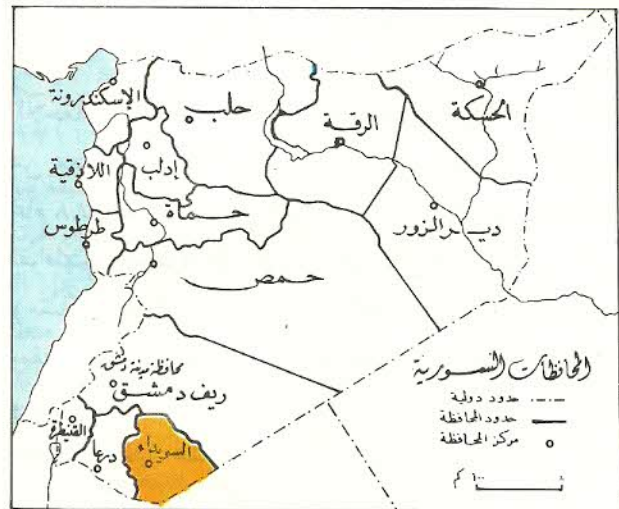 الإسكندرونة
حلب
الرقة
الحسكة
إدلب
اللاذقية
حماة
طرطوس
دير الزور
حمص
محافظة مدينة دمشق
ريف دمشق
القنيطرة
درعا
السويداء
المحافظات السورية
حدود دولية
حدود المحافظة
مركز المحافظة
١٠٠ كم